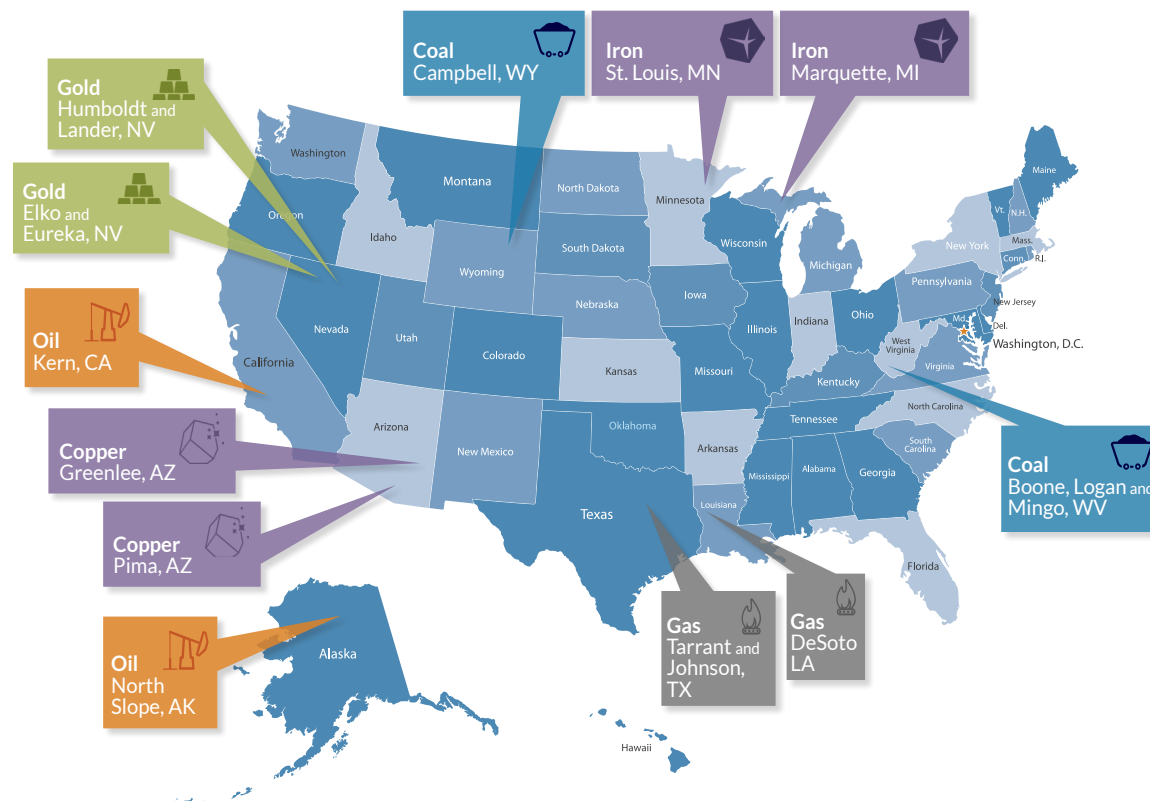 Coal
Campbell, WY
Iron
St. Louis, MN
Iron
Marquette, MI
Gold
Humboldt and
Lander, NV
Gold
Elko and
Eureka, NV
Oil
Kern, CA
Copper
Greenlee, AZ
Copper
Pima, AZ
Oil
North
Slope, AK
Gas
Tarrant and
Johnson,
TX
Gas
DeSoto
LA
Coal
Boone, Logan and
Mingo, WV
Washington
Oregon
California
Idaho
Nevada
Montana
Wyoming
Utah
Arizona
Colorado
New Mexico
North Dakota
South Dakota
Nebraska
Kansas
Oklahoma
Texas
Minnesota
Iowa
Missouri
Arkansas
Louisiana
Wisconsin
Illinois
Michigan
Indiana
Ohio
Kentucky
Tennessee
Mississippi
Alabama
Georgia
Florida
South
Carolina
North Carolina
Virginia
West
Virginia
Md.
Del.
Washington, D.C.
New Jersey
Pennsylvania
New York
Conn.
R.I.
Mass.
Vt.
N.H.
Maine
Alaska
Hawaii